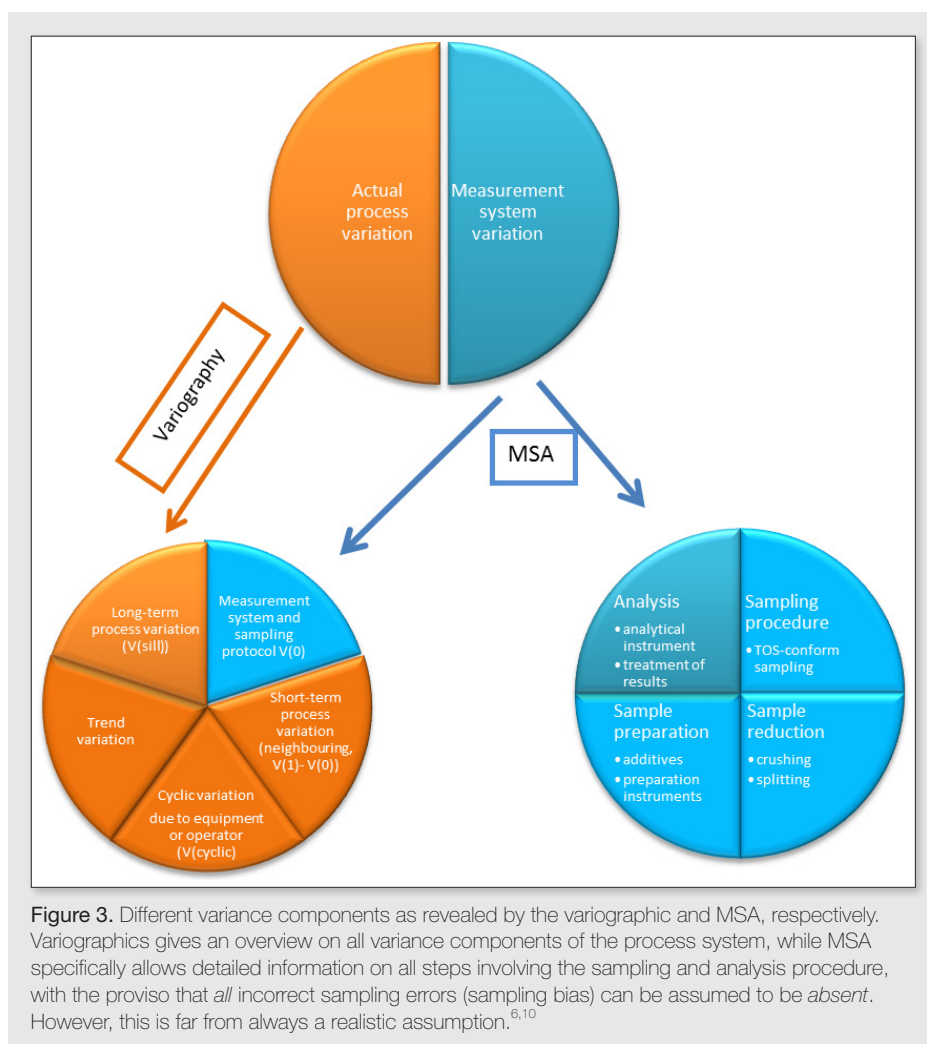 Actual
process
variation
Measurement
system
variation
Variography
MSA
Long-term
process variation
(V(sill))
Measurement
system and
sampling
protocol V(0)
Trend
variation
Short-term
process
variation
(neighbouring,
V(1)- V(0))
Cyclic variation
due to equipment
or operator
(V(cyclic)
Analysis
• analytical
instrument
• treatment of
results
Sampling
procedure
• TOS-conform
sampling
Sample
preparation
• additives
• preparation
instruments
Sample
reduction
• crushing
• splitting
Figure 3. Different variance components as revealed by the variographic and MSA, respectively.
Variographics gives an overview on all variance components of the process system, while MSA
specifically allows detailed information on all steps involving the sampling and analysis procedure,
with the proviso that all incorrect sampling errors (sampling bias) can be assumed to be absent.
However, this is far from always a realistic assumption.6,10